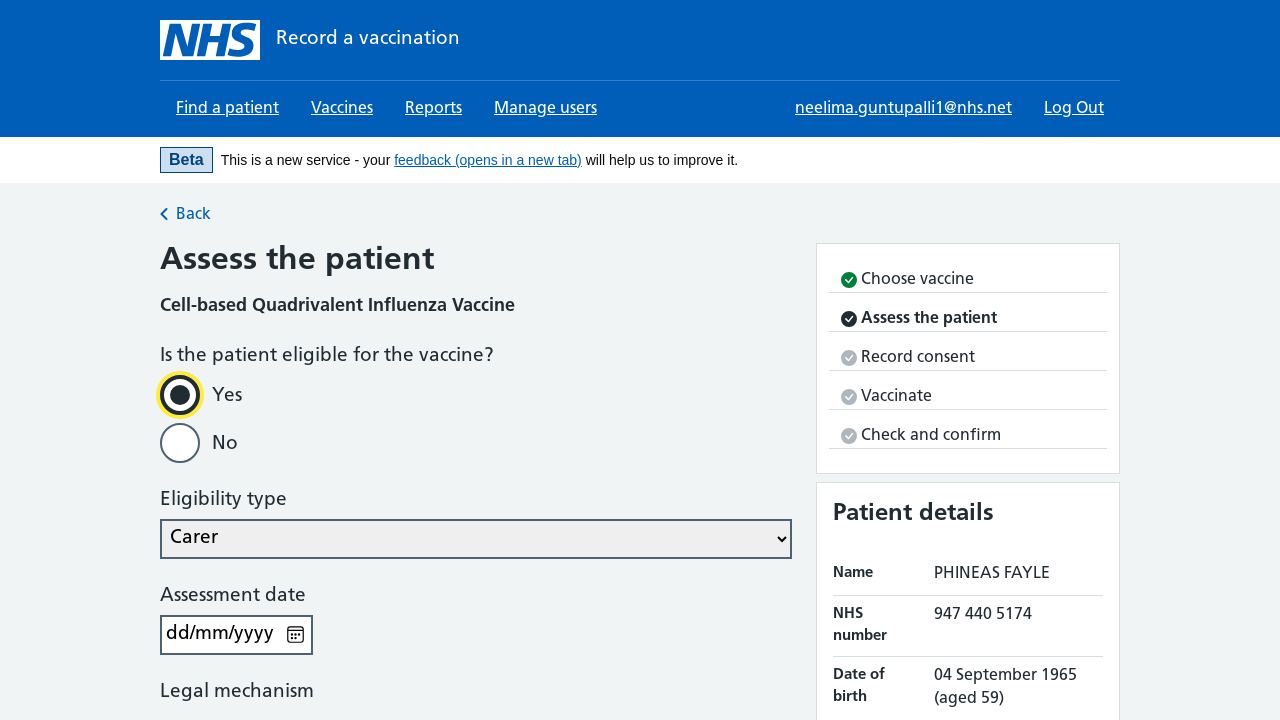 NHS
Record a vaccination
Find a patient
Vaccines
Reports
Manage users
neelima.guntupalli1@nhs.net
Log Out
Beta
This is a new service - your feedback (opens in a new tab) will help us to improve it.
Back
Assess the patient
Cell-based Quadrivalent Influenza Vaccine
Is the patient eligible for the vaccine?
Yes
No
Eligibility type
Carer
Assessment date
dd/mm/yyyy
Legal mechanism
Choose vaccine
Assess the patient
Record consent
Vaccinate
Check and confirm
Patient details
Name PHINEAS FAYLE
NHS number 947 440 5174
Date of birth 04 September 1965 (aged 59)